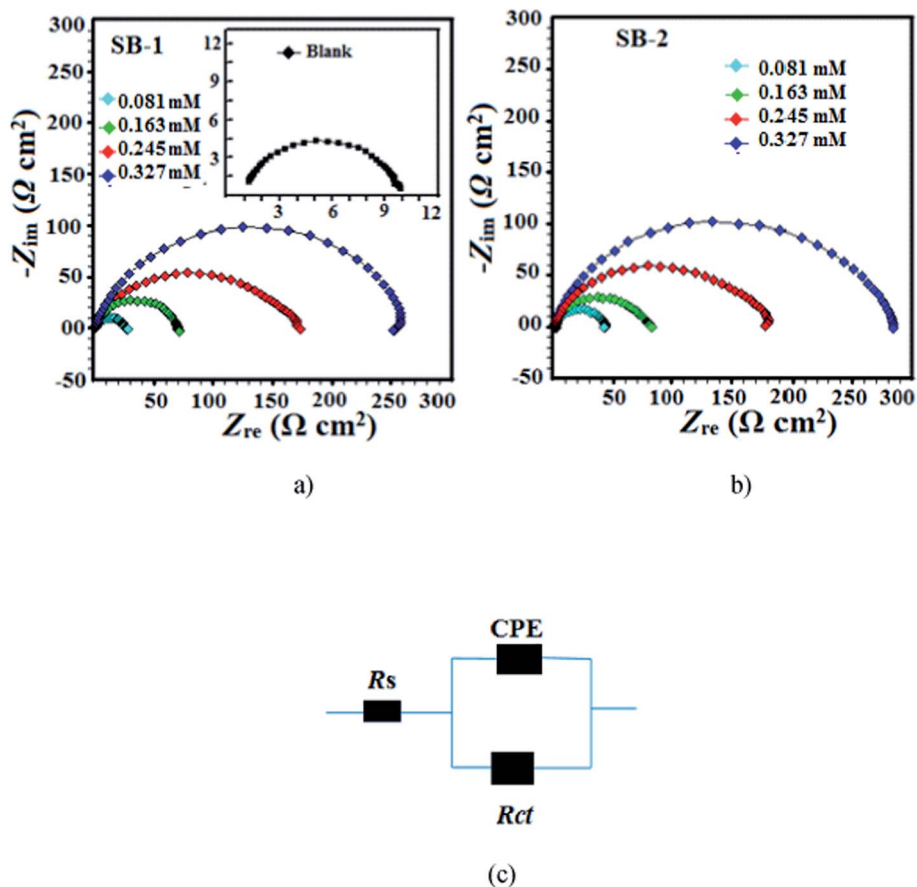 300
250
200
150
100
50
00
-50
-Zim (Ω cm²)
SB-1
0.081 mM
0.163 mM
0.245 mM
0.327 mM
12
9
6
3
Blank
3 6 9 12
50 100 150 200 250 300
Zre (Ω cm²)
a)
300
250
200
150
100
50
00
-50
-Zim (Ω cm²)
SB-2
0.081 mM
0.163 mM
0.245 mM
0.327 mM
50 100 150 200 250 300
Zre (Ω cm²)
b)
CPE
Rs
Rct
(c)